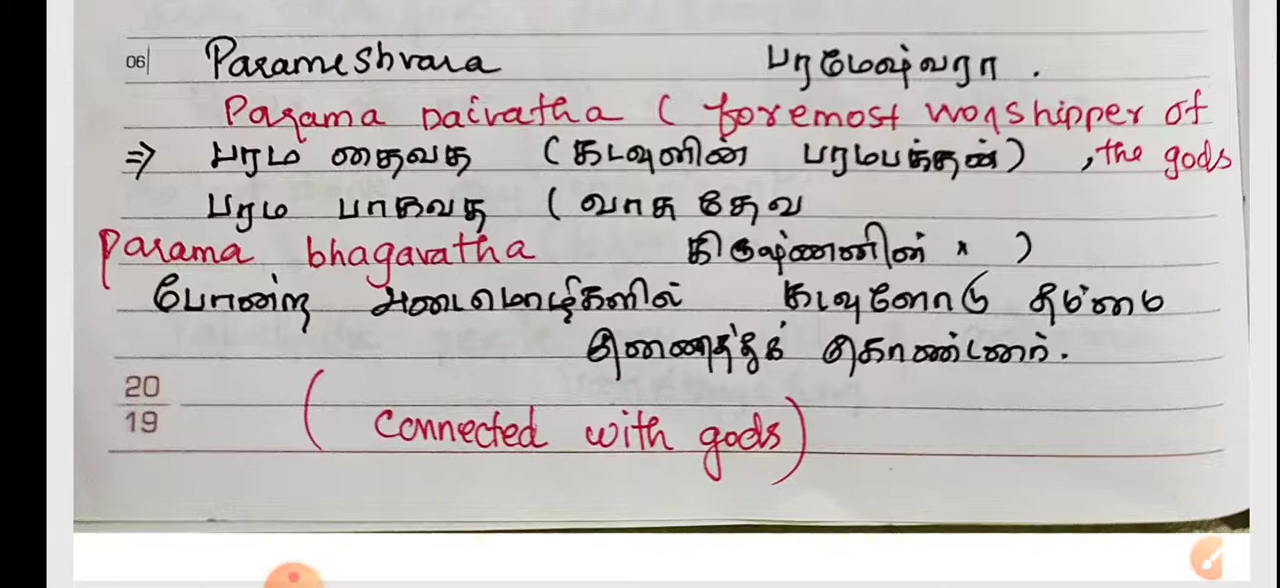 06
Parameshvara பரமேஷ்வரா .
Parama Daivatha ( foremost worshipper of
⇒ பரம தைவத (கடவுளின் பரமபக்தன்) , the gods
பரம பாகவத ( வாசு தேவ
Parama bhagavatha கிருஷ்ணனின் " )
போன்ற அடைமொழிகளில் கடவுளோடு தம்மை
இணைத்துக் கொண்டனர்.
20
19
( Connected with gods)